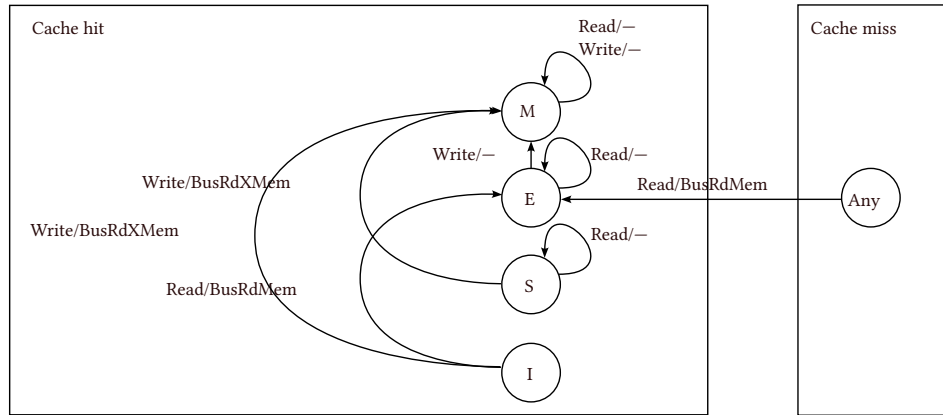 Cache hit
Cache miss
Read/—
Write/—
M
Write/—
Read/—
Write/BusRdXMem
Read/BusRdMem
E
Any
Write/BusRdXMem
Read/—
S
Read/BusRdMem
I